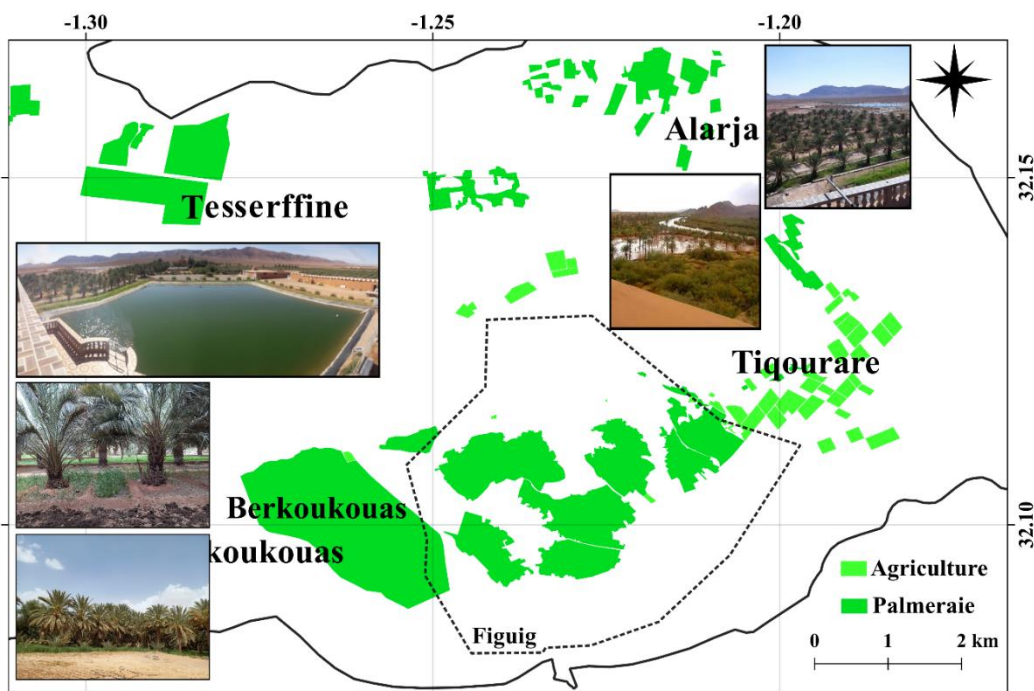 -1.30
-1.25
-1.20
Alarja
32.15
Tesserffine
Tiqourare
Berkoukouas
koukouas
32.10
Agriculture
Palmeraie
Figuig
0 1 2 km